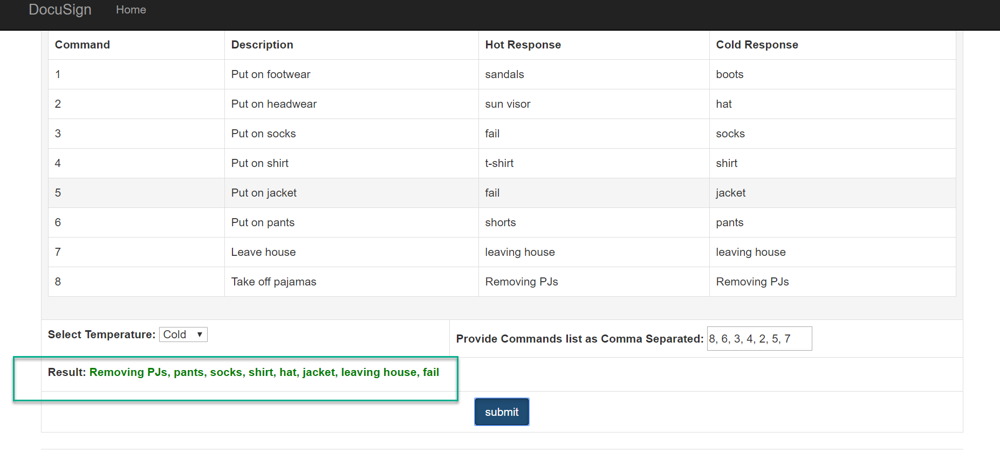 DocuSign Home
Command Description Hot Response Cold Response
1 Put on footwear sandals boots
2 Put on headwear sun visor hat
3 Put on socks fail socks
4 Put on shirt t-shirt shirt
5 Put on jacket fail jacket
6 Put on pants shorts pants
7 Leave house leaving house leaving house
8 Take off pajamas Removing PJs Removing PJs
Select Temperature: Cold Provide Commands list as Comma Separated: 8, 6, 3, 4, 2, 5, 7
Result: Removing PJs, pants, socks, shirt, hat, jacket, leaving house, fail
submit